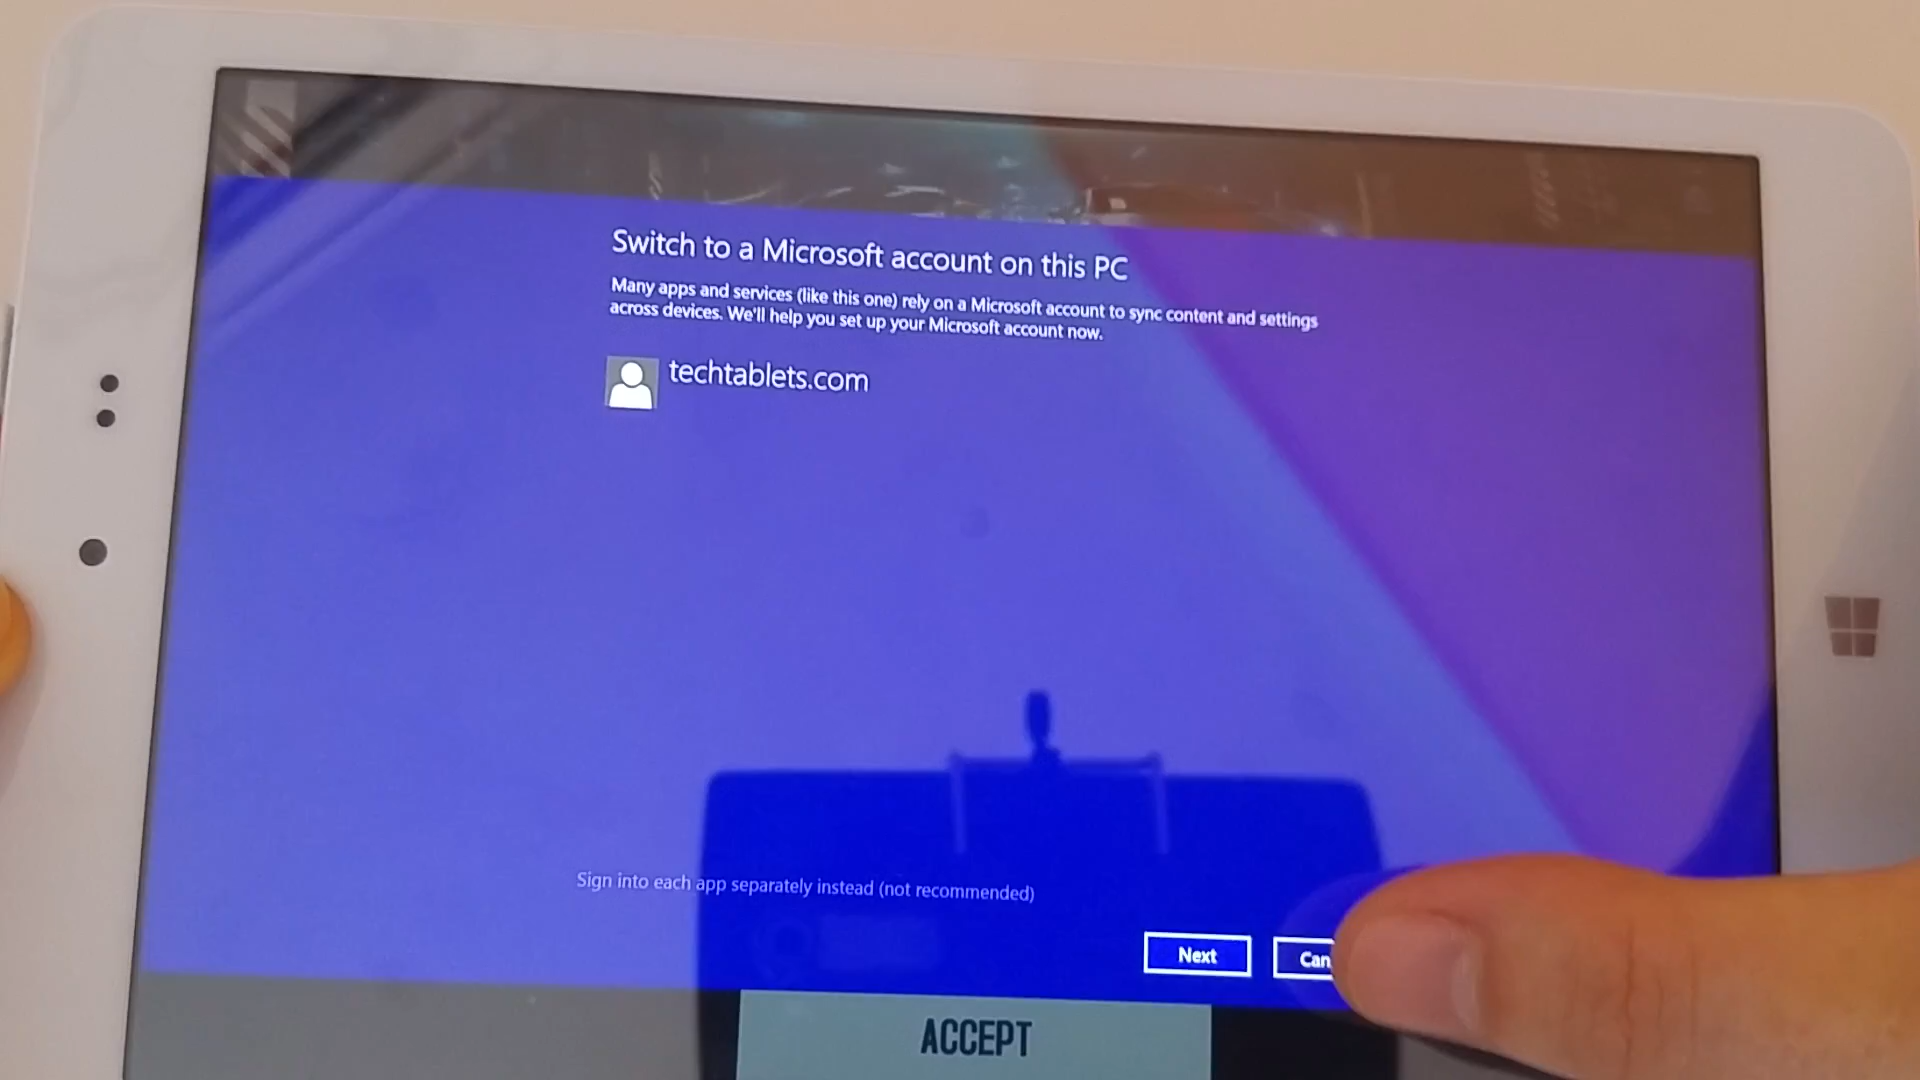 Switch to a Microsoft account on this PC
Many apps and services (like this one) rely on a Microsoft account to sync content and settings
across devices. We'll help you set up your Microsoft account now.
techtablets.com
Sign into each app separately instead (not recommended)
Next
Can
ACCEPT